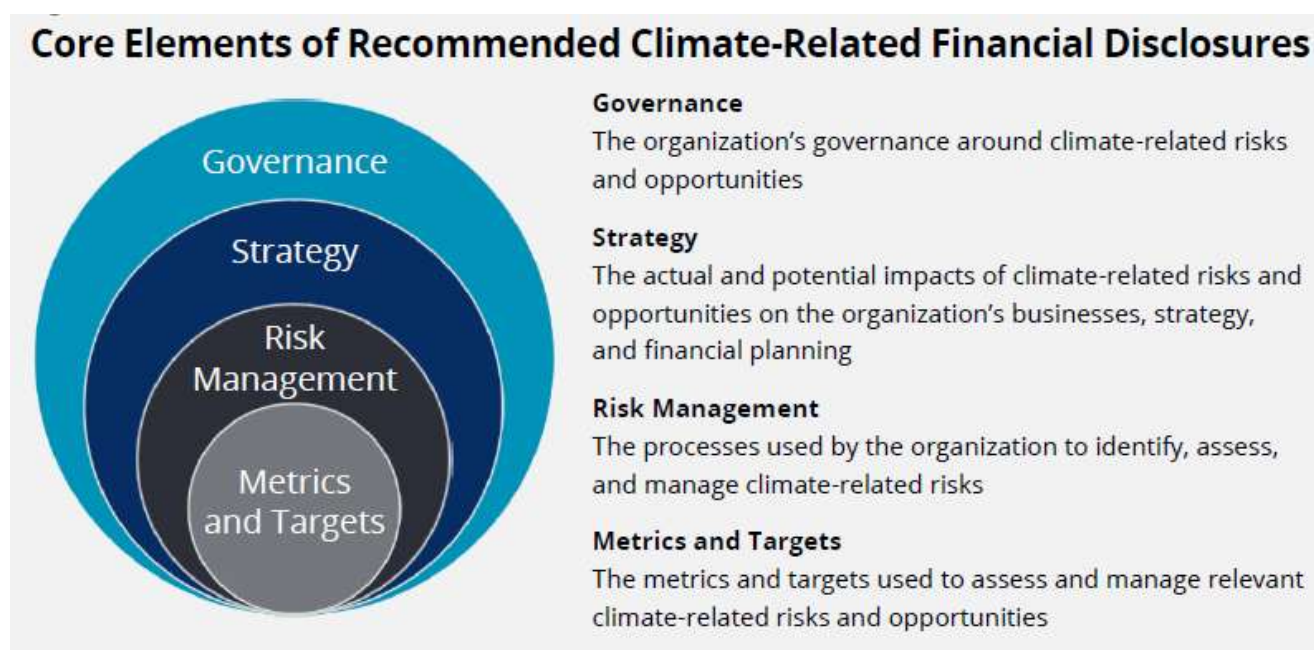 Core Elements of Recommended Climate-Related Financial Disclosures
Governance
Strategy
Risk
Management
Metrics
and Targets
Governance
The organization’s governance around climate-related risks
and opportunities
Strategy
The actual and potential impacts of climate-related risks and
opportunities on the organization’s businesses, strategy,
and financial planning
Risk Management
The processes used by the organization to identify, assess,
and manage climate-related risks
Metrics and Targets
The metrics and targets used to assess and manage relevant
climate-related risks and opportunities